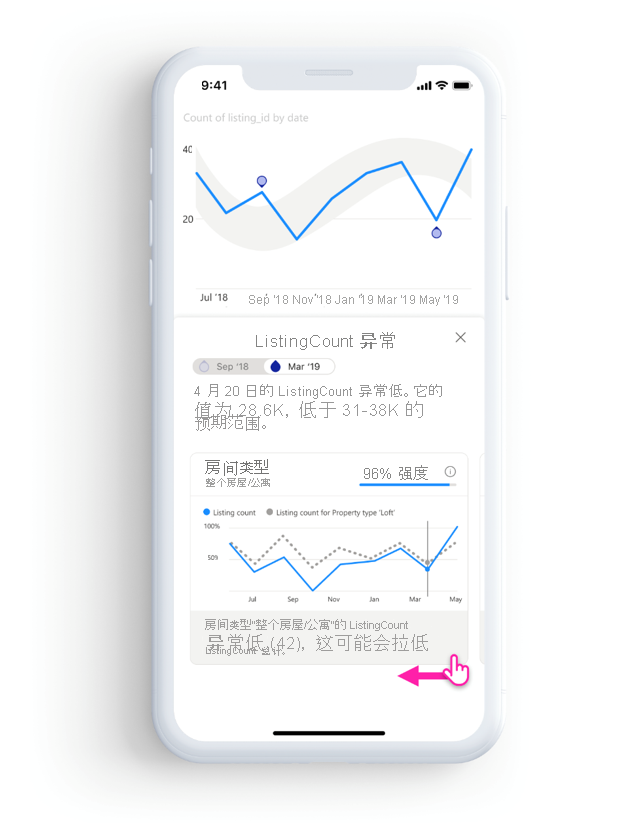 9:41
Count of listing_id by date
40
20
Jul '18 Sep '18 Nov '18 Jan '19 Mar '19 May '19
ListingCount 异常
Sep '18 Mar '19
4 月 20 日的 ListingCount 异常低。它的
值为 28.6K，低于 31-38K 的
预期范围。
房间类型
96% 强度
整个房屋/公寓
Listing count Listing count for Property type 'Loft'
100%
50%
Jul Sep Nov Jan Mar May
房间类型"整个房屋/公寓"的 ListingCount
异常低 (42)，这可能会拉低
ListingCount 总计。